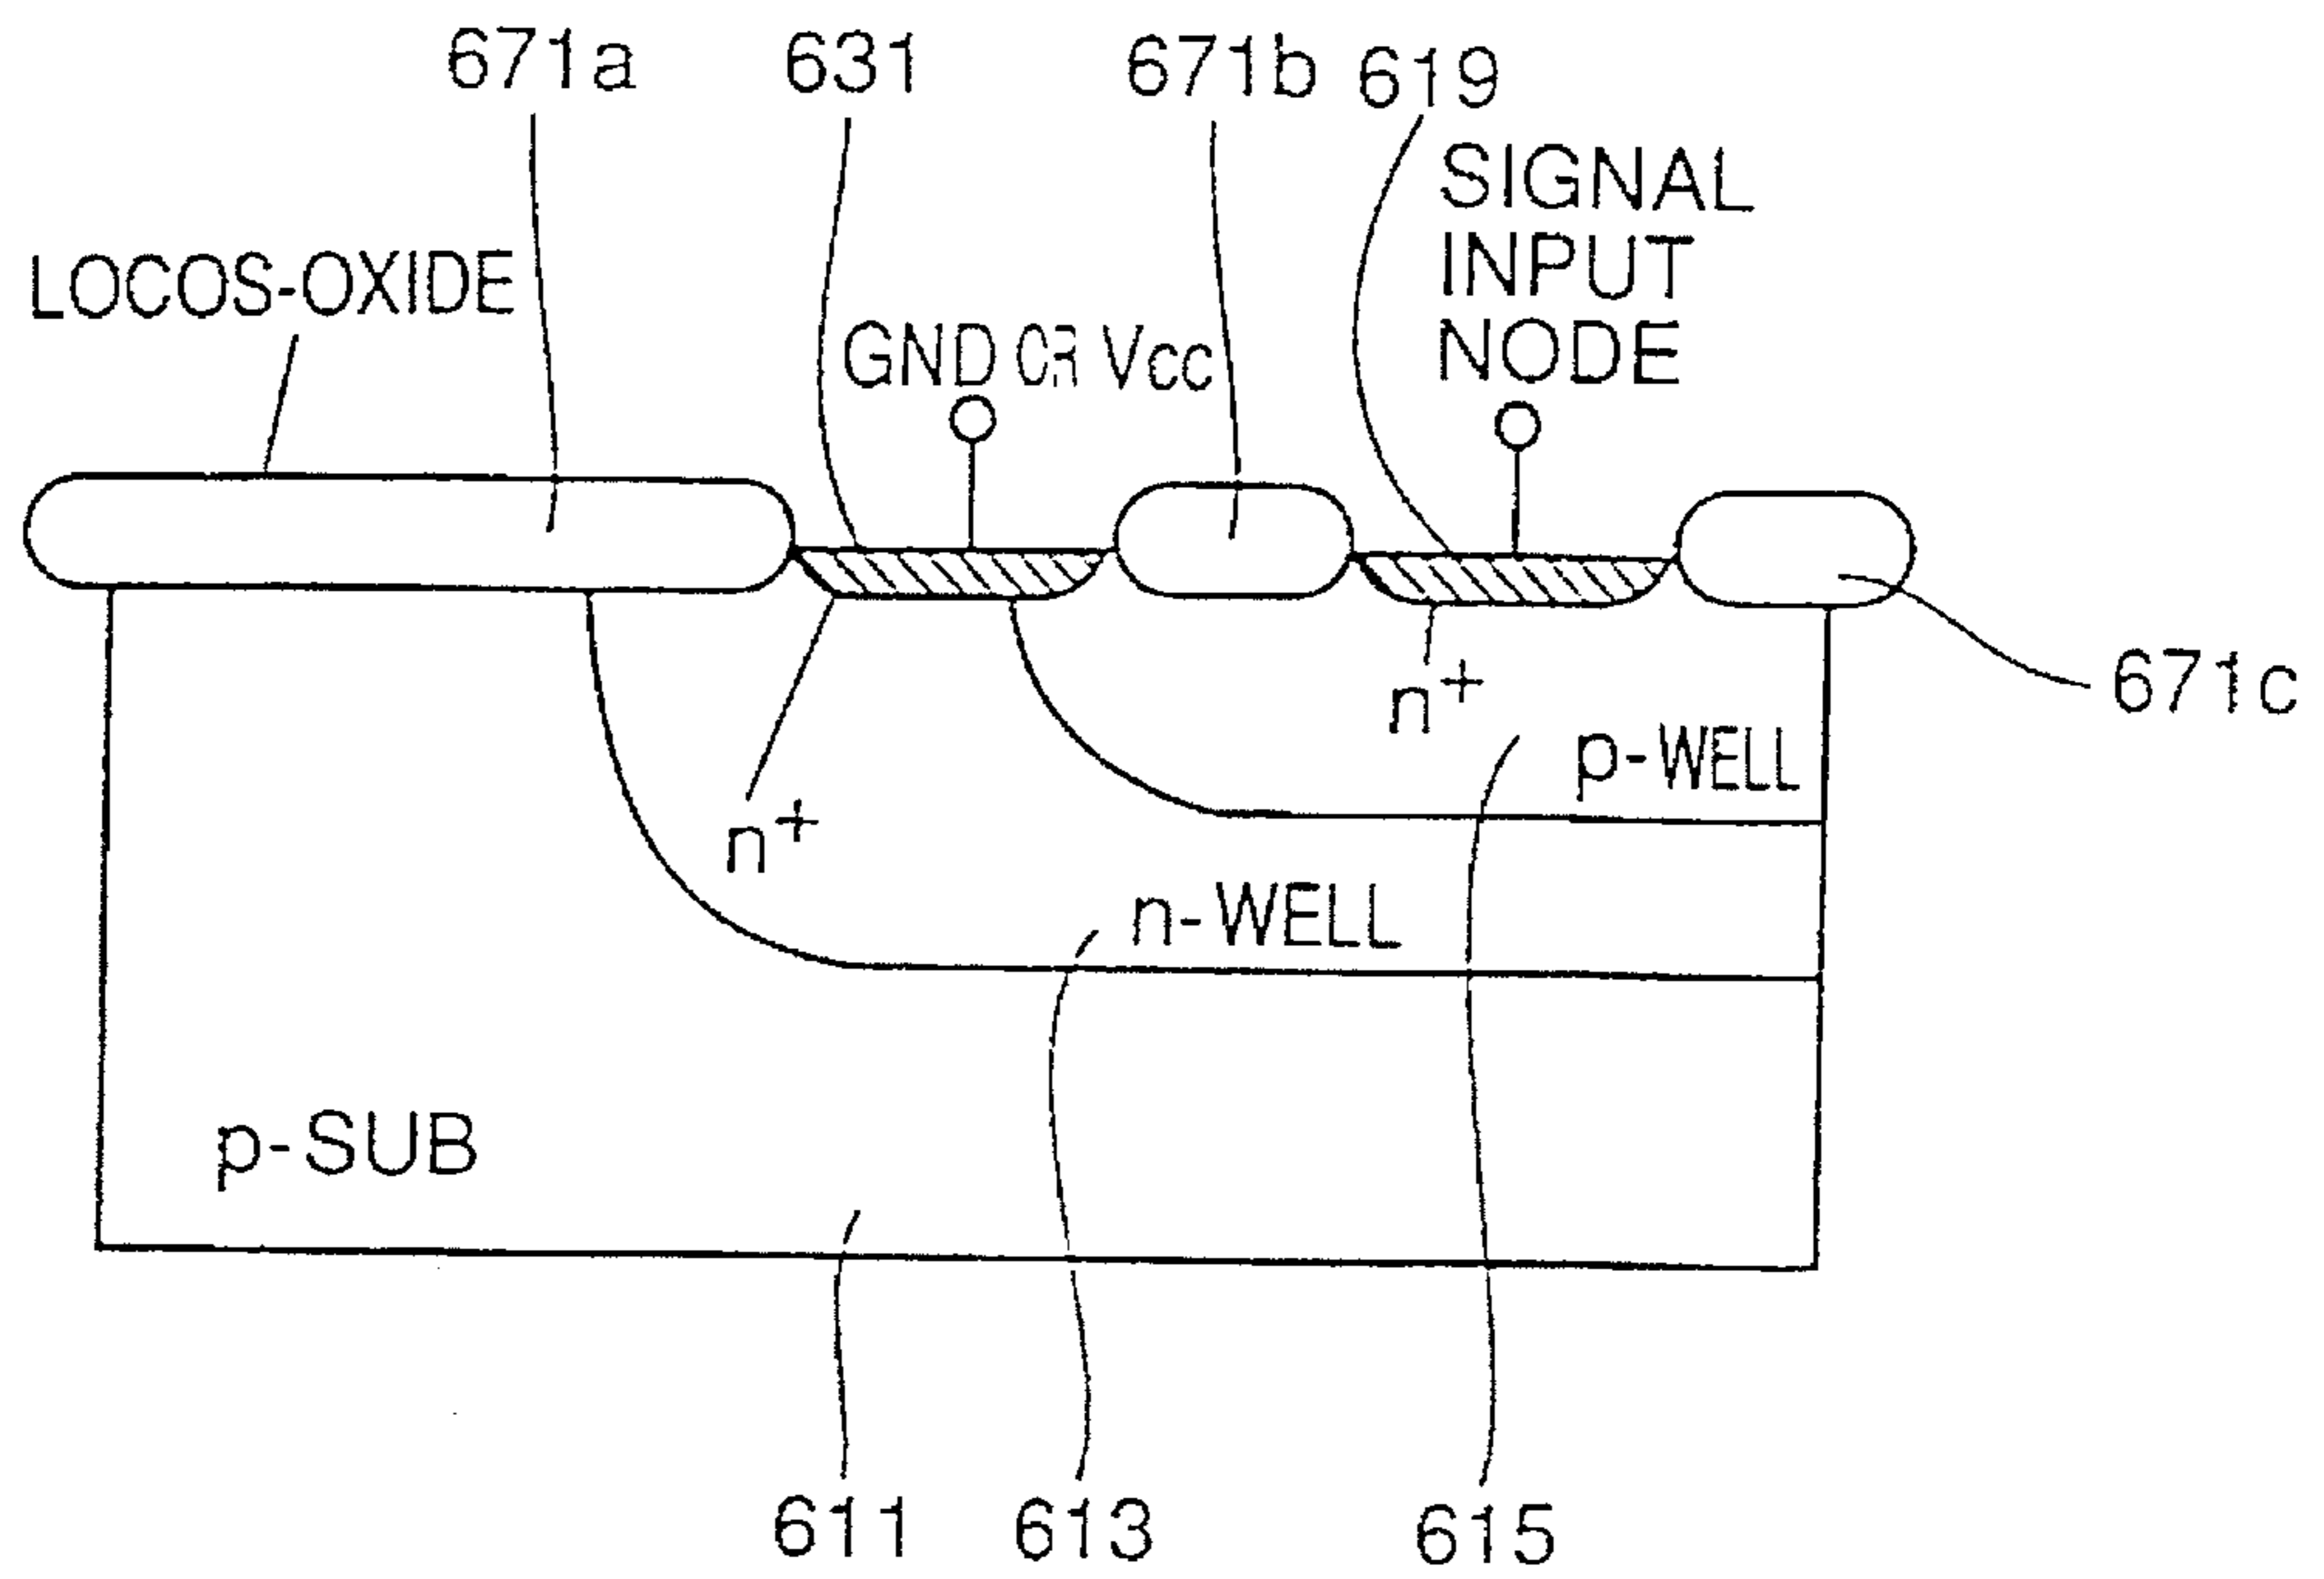 671a 631 671b 619
SIGNAL
INPUT
NODE
LOCOS-OXIDE
GND OR Vcc
n+
671c
p-WELL
n+
n-WELL
p-SUB
611 613 615